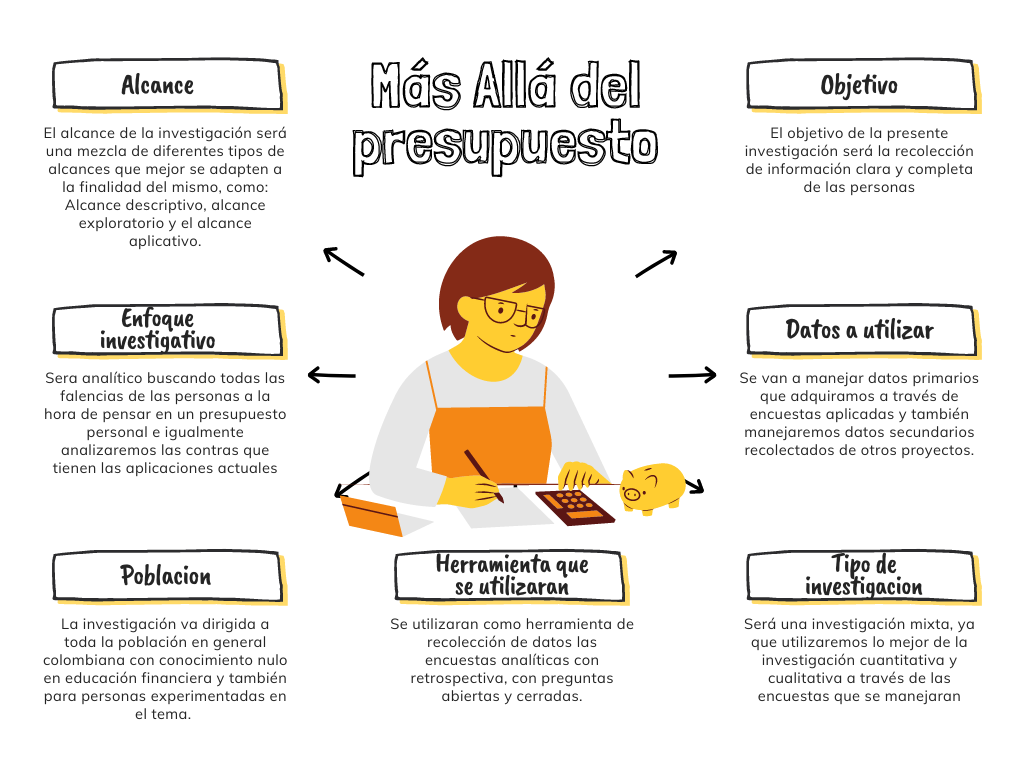 Más Allá del
presupuesto
Alcance
El alcance de la investigación será
una mezcla de diferentes tipos de
alcances que mejor se adapten a
la finalidad del mismo, como:
Alcance descriptivo, alcance
exploratorio y el alcance
aplicativo.
Objetivo
El objetivo de la presente
investigación será la recolección
de información clara y completa
de las personas
Enfoque
investigativo
Sera analítico buscando todas las
falencias de las personas a la
hora de pensar en un presupuesto
personal e igualmente
analizaremos las contras que
tienen las aplicaciones actuales
Datos a utilizar
Se van a manejar datos primarios
que adquiramos a través de
encuestas aplicadas y también
manejaremos datos secundarios
recolectados de otros proyectos.
Poblacion
La investigación va dirigida a
toda la población en general
colombiana con conocimiento nulo
en educación financiera y también
para personas experimentadas en
el tema.
Herramienta que
se utilizaran
Se utilizaran como herramienta de
recolección de datos las
encuestas analíticas con
retrospectiva, con preguntas
abiertas y cerradas.
Tipo de
investigacion
Será una investigación mixta, ya
que utilizaremos lo mejor de la
investigación cuantitativa y
cualitativa a través de las
encuestas que se manejaran